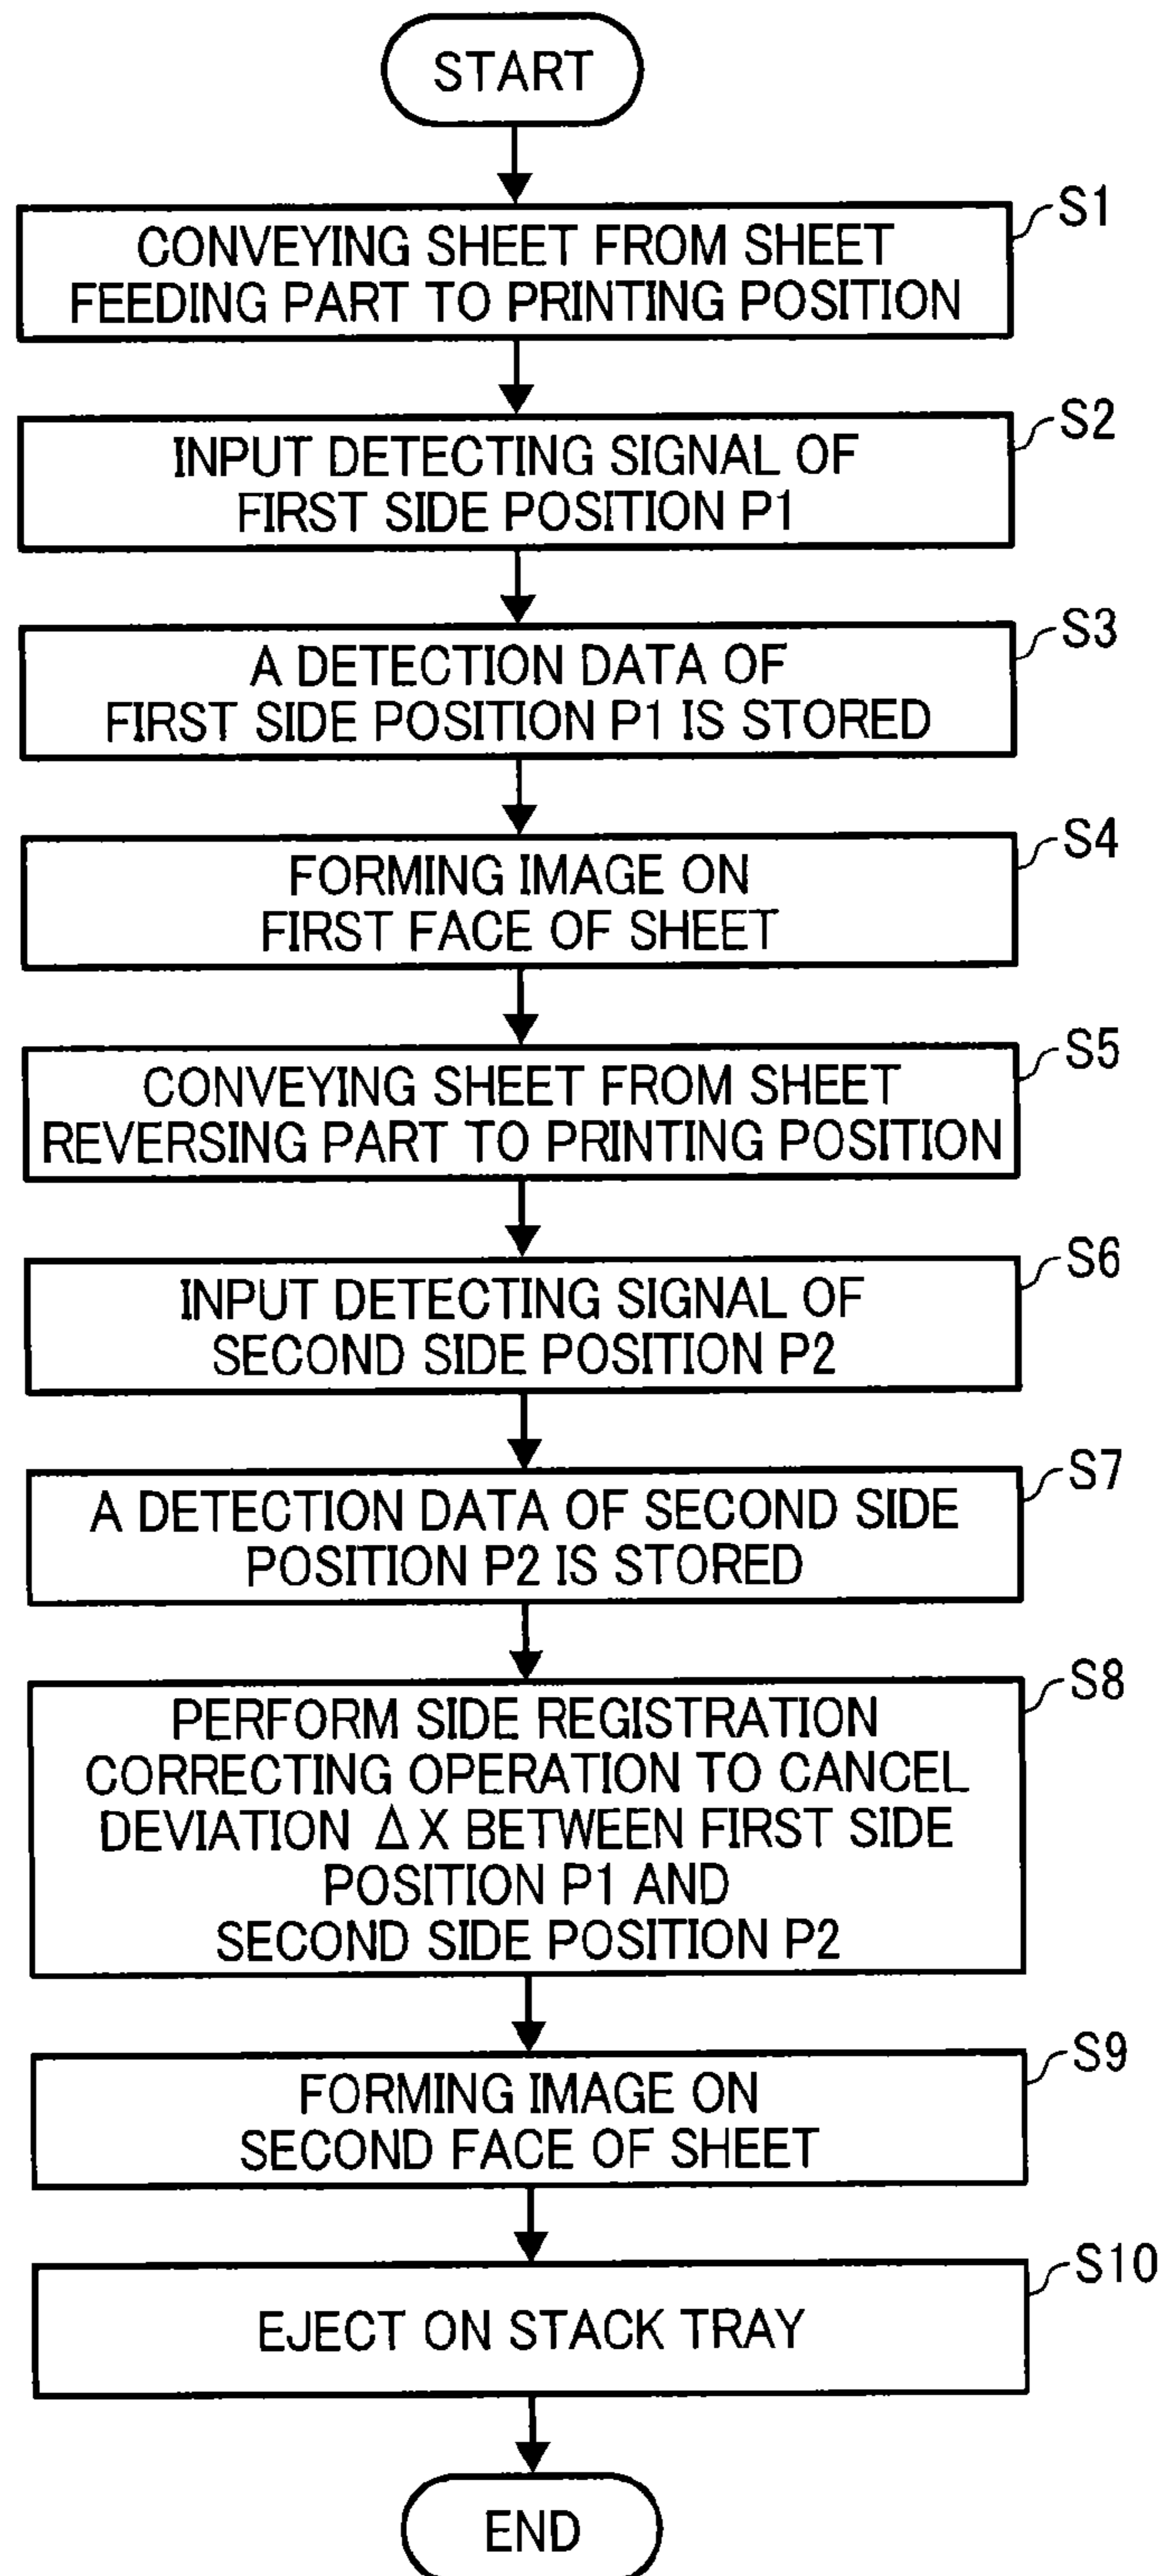 START
S1
CONVEYING SHEET FROM SHEET
FEEDING PART TO PRINTING POSITION
S2
INPUT DETECTING SIGNAL OF
FIRST SIDE POSITION P1
S3
A DETECTION DATA OF
FIRST SIDE POSITION P1 IS STORED
S4
FORMING IMAGE ON
FIRST FACE OF SHEET
S5
CONVEYING SHEET FROM SHEET
REVERSING PART TO PRINTING POSITION
S6
INPUT DETECTING SIGNAL OF
SECOND SIDE POSITION P2
S7
A DETECTION DATA OF SECOND SIDE
POSITION P2 IS STORED
S8
PERFORM SIDE REGISTRATION
CORRECTING OPERATION TO CANCEL
DEVIATION ΔX BETWEEN FIRST SIDE
POSITION P1 AND
SECOND SIDE POSITION P2
S9
FORMING IMAGE ON
SECOND FACE OF SHEET
S10
EJECT ON STACK TRAY
END